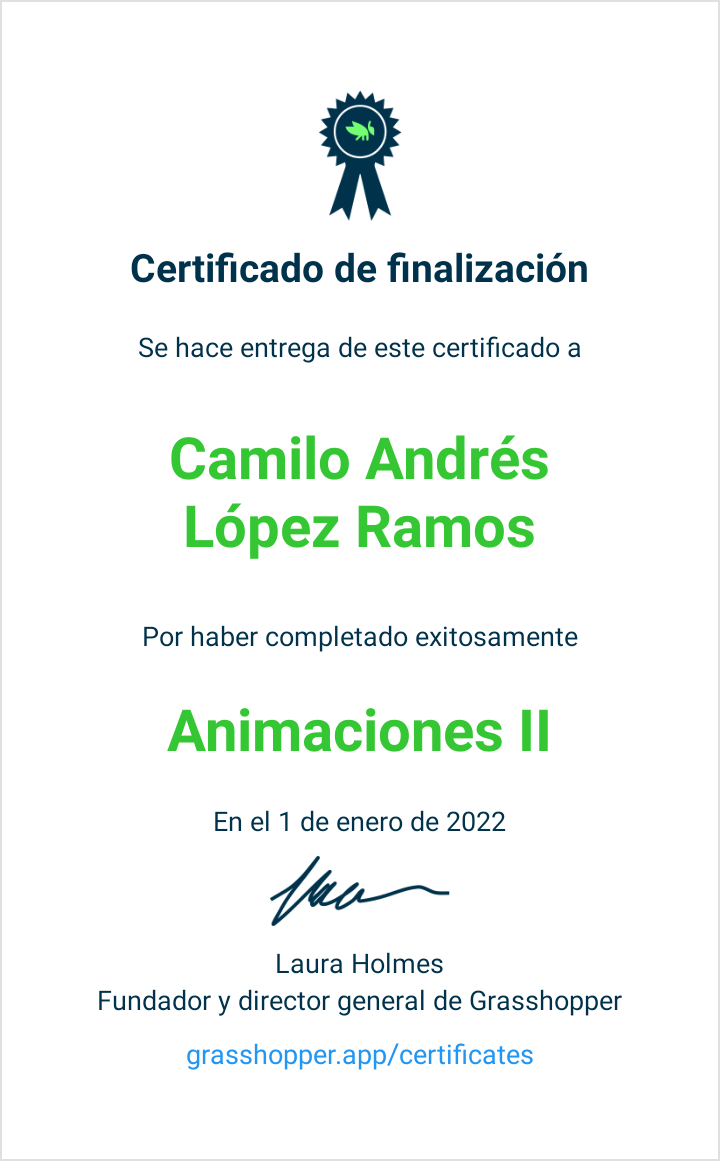 Certificado de finalización
Se hace entrega de este certificado a
Camilo Andrés
López Ramos
Por haber completado exitosamente
Animaciones II
En el 1 de enero de 2022
Laura Holmes
Fundador y director general de Grasshopper
grasshopper.app/certificates